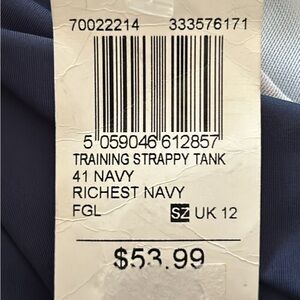 70022214 333576171
5 059046 612857
TRAINING STRAPPY TANK
41 NAVY
RICHEST NAVY
FGL SZ UK 12
$53.99